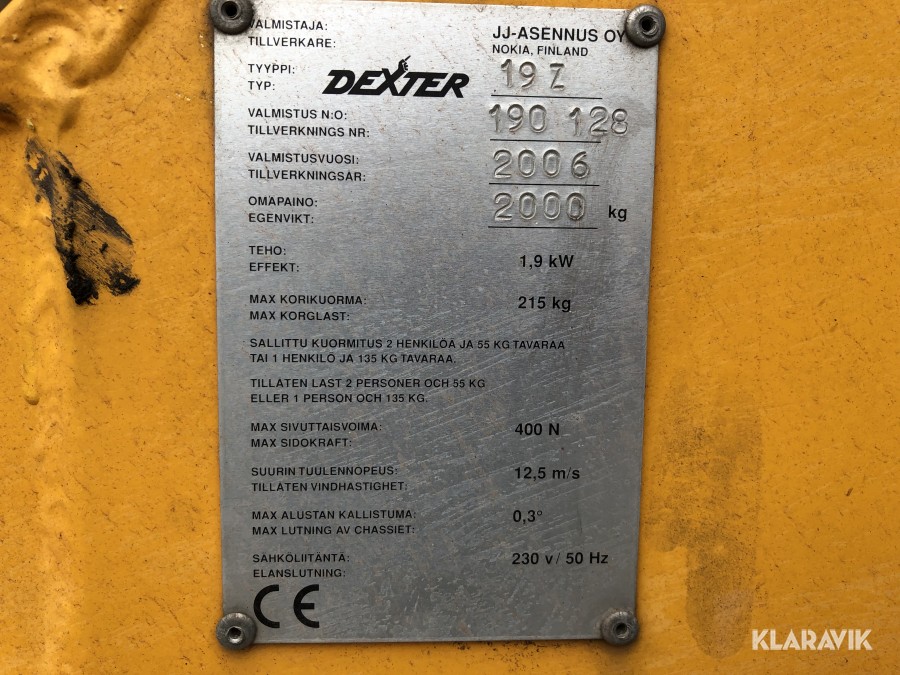 VALMISTAJA: JJ-ASENNUS OY
TILLVERKARE: NOKIA, FINLAND
TYYPPI: DEXTER 19 Z
TYP:
VALMISTUS N:O: 190 128
TILLVERKNINGS NR:
VALMISTUSVUOSI: 2006
TILLVERKNINGSÅR:
OMAPAINO: 2000 kg
EGENVIKT:
TEHO: 1,9 kW
EFFEKT:
MAX KORIKUORMA: 215 kg
MAX KORGLAST:
SALLITTU KUORMITUS 2 HENKILÖÄ JA 55 KG TAVARAA
TAI 1 HENKILÖ JA 135 KG TAVARAA.
TILLÅTEN LAST 2 PERSONER OCH 55 KG
ELLER 1 PERSON OCH 135 KG.
MAX SIVUTTAISVOIMA: 400 N
MAX SIDOKRAFT:
SUURIN TUULENNOPEUS: 12,5 m/s
TILLÅTEN VINDHASTIGHET:
MAX ALUSTAN KALLISTUMA: 0,3°
MAX LUTNING AV CHASSIET:
SÄHKÖLIITÄNTÄ: 230 v / 50 Hz
ELANSLUTNING:
CE
KLARAVIK